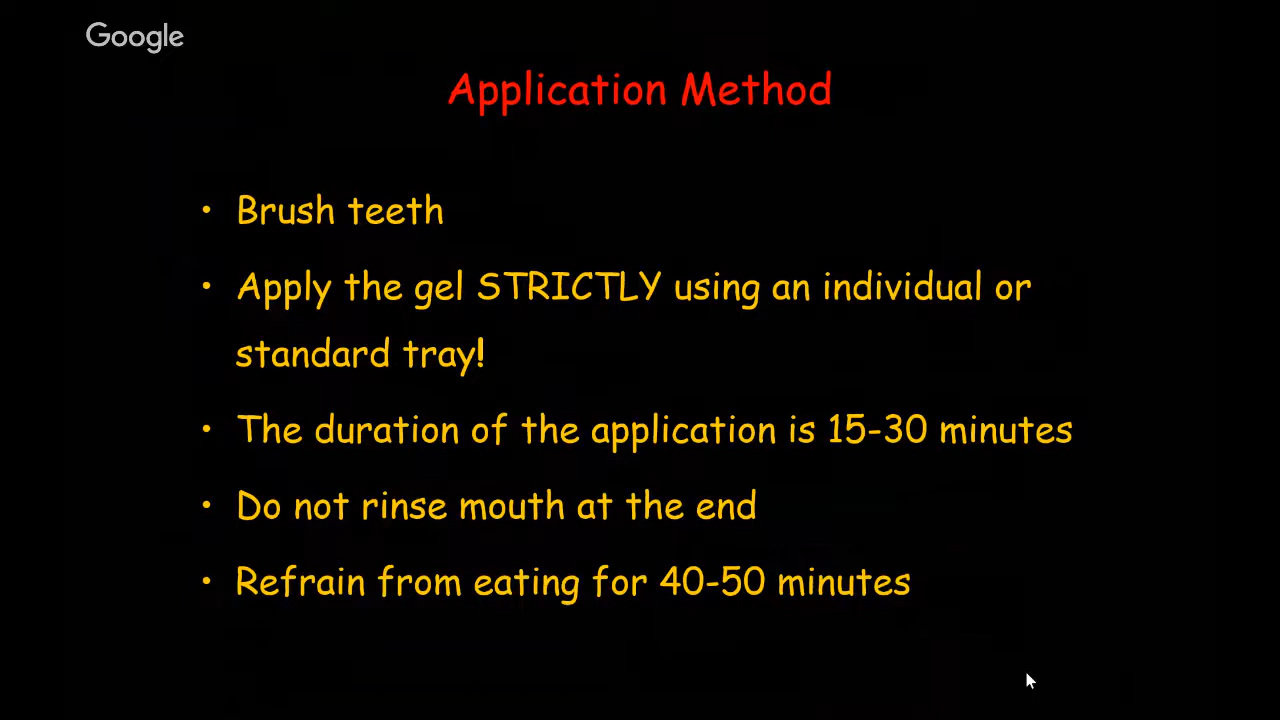 Google
Application Method
• Brush teeth
• Apply the gel STRICTLY using an individual or
standard tray!
• The duration of the application is 15-30 minutes
• Do not rinse mouth at the end
• Refrain from eating for 40-50 minutes